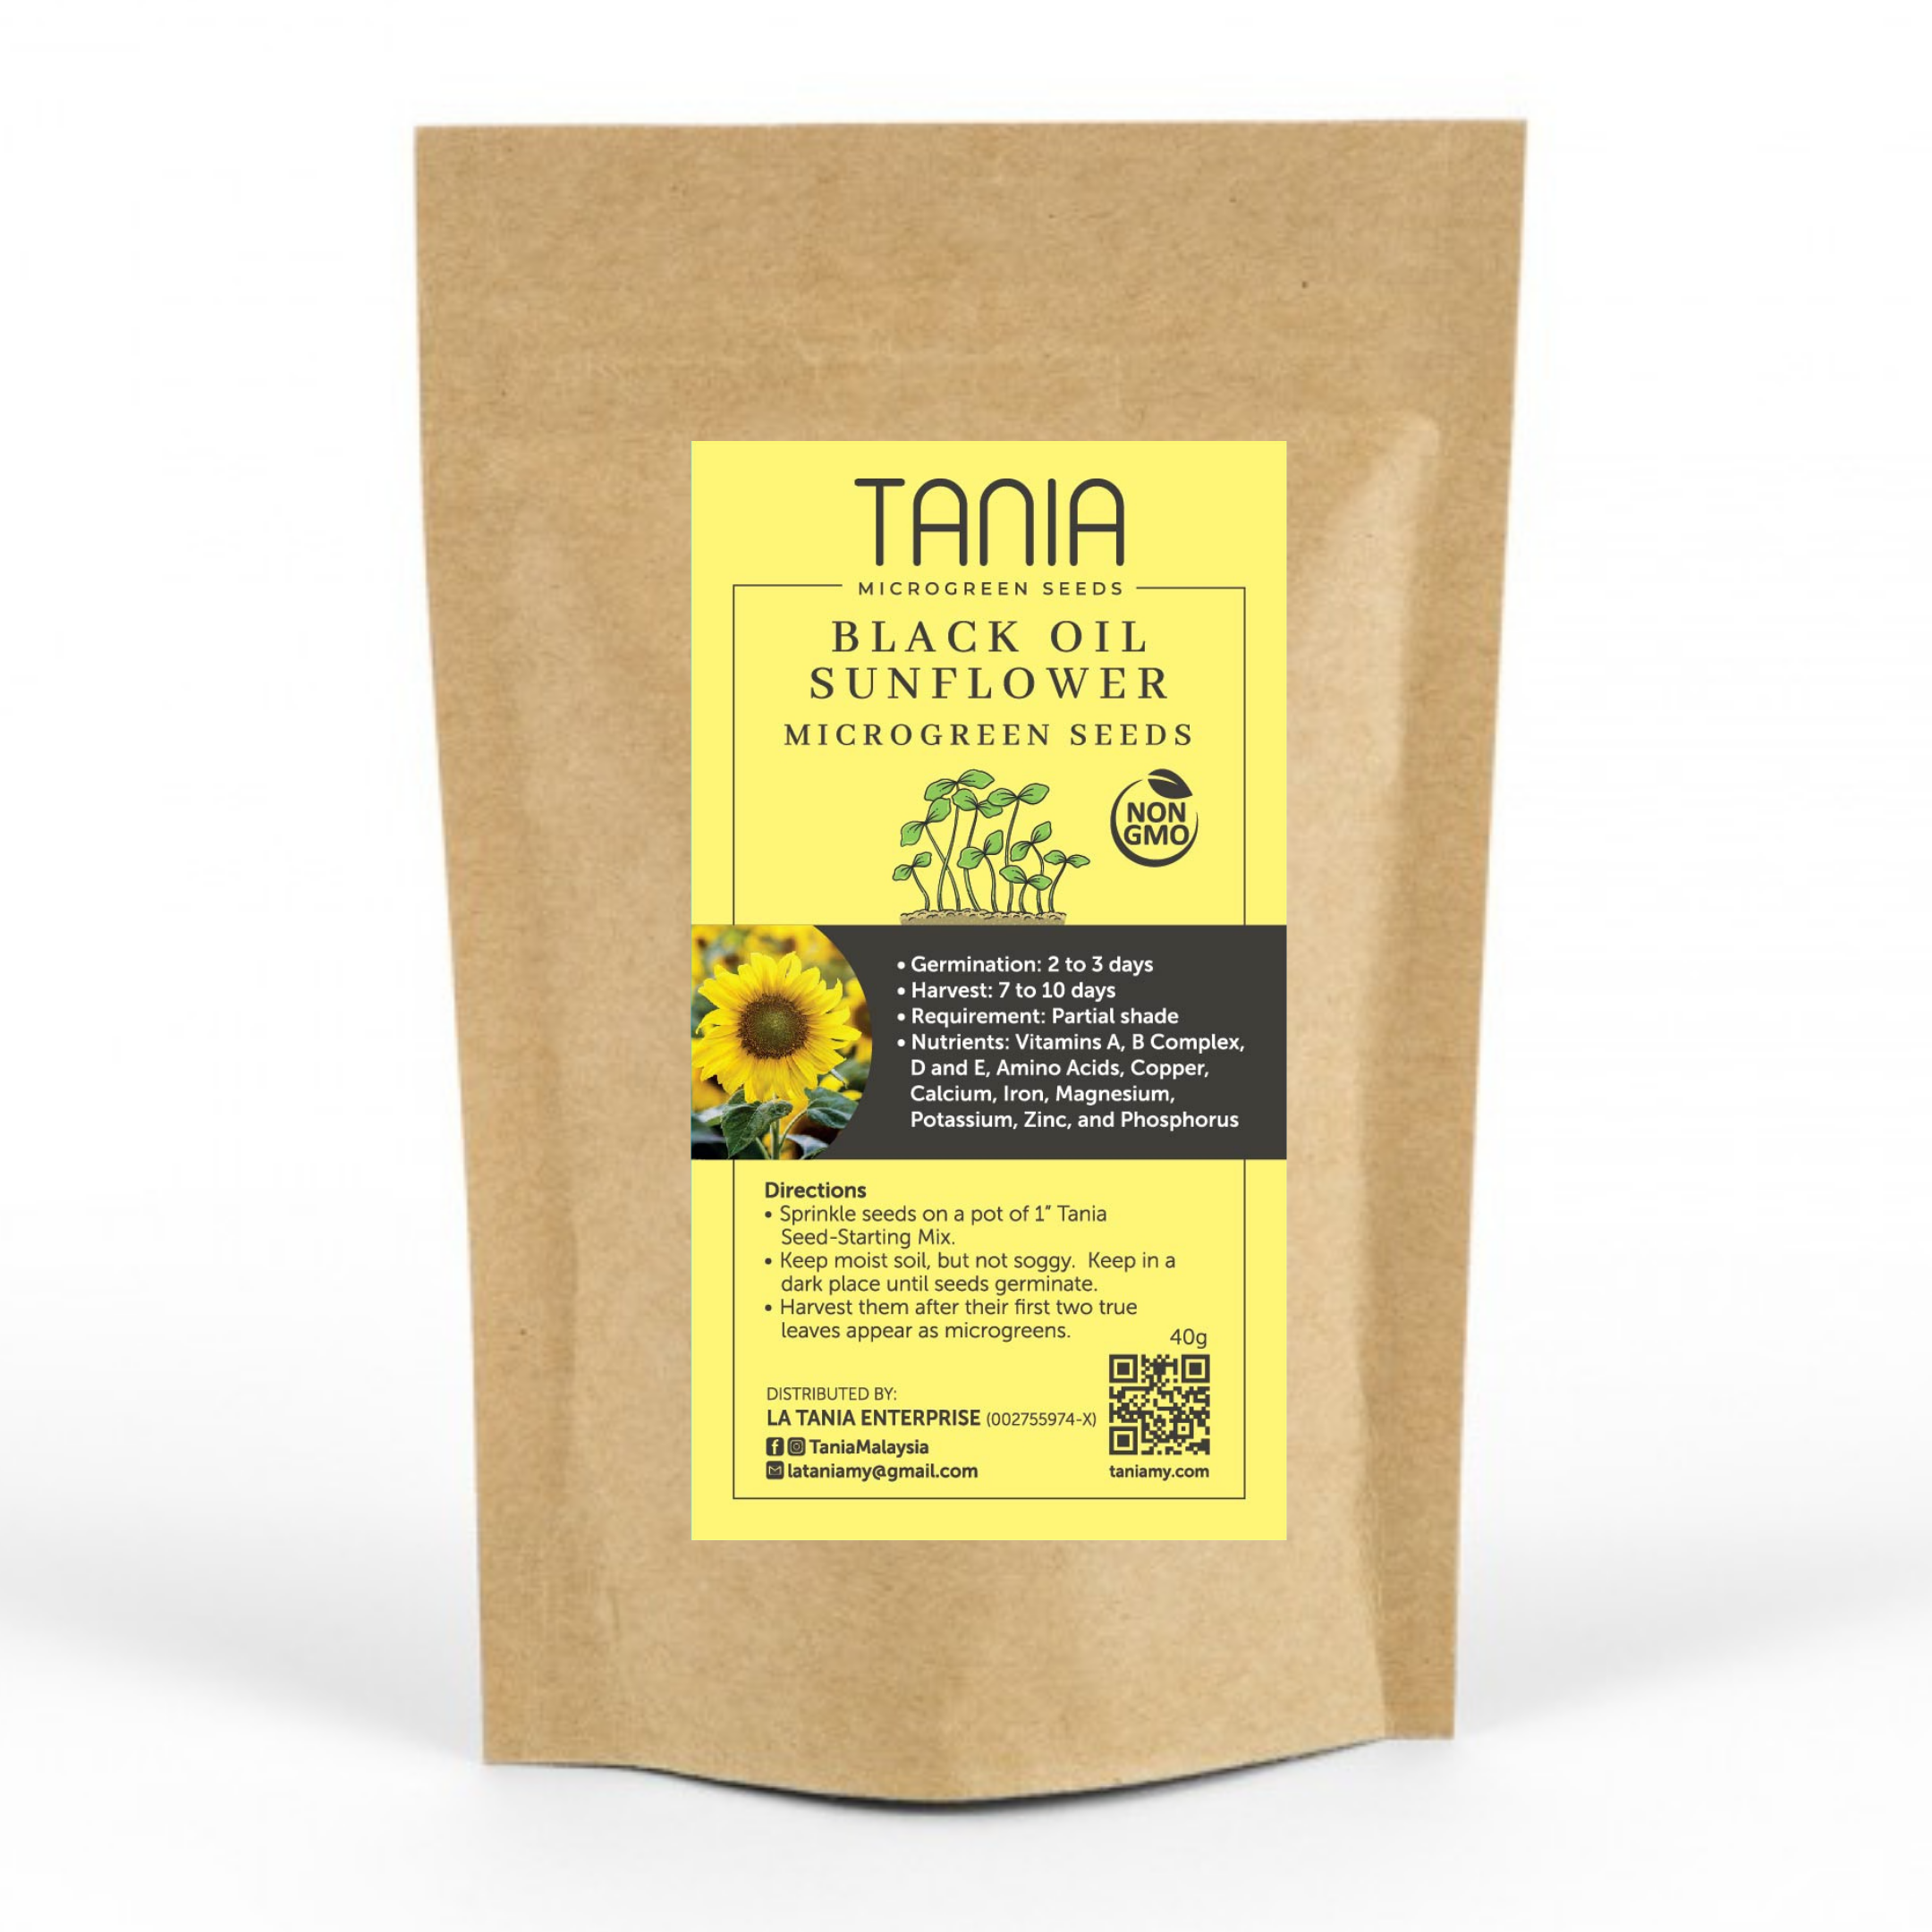 TANIA
MICROGREEN SEEDS
BLACK OIL
SUNFLOWER
MICROGREEN SEEDS
NON
GMO
• Germination: 2 to 3 days
• Harvest: 7 to 10 days
• Requirement: Partial shade
• Nutrients: Vitamins A, B Complex,
D and E, Amino Acids, Copper,
Calcium, Iron, Magnesium,
Potassium, Zinc, and Phosphorus
Directions
• Sprinkle seeds on a pot of 1” Tania
Seed-Starting Mix.
• Keep moist soil, but not soggy. Keep in a
dark place until seeds germinate.
• Harvest them after their first two true
leaves appear as microgreens.
40g
DISTRIBUTED BY:
LA TANIA ENTERPRISE (002755974-X)
TaniaMalaysia
lataniamy@gmail.com
taniamy.com